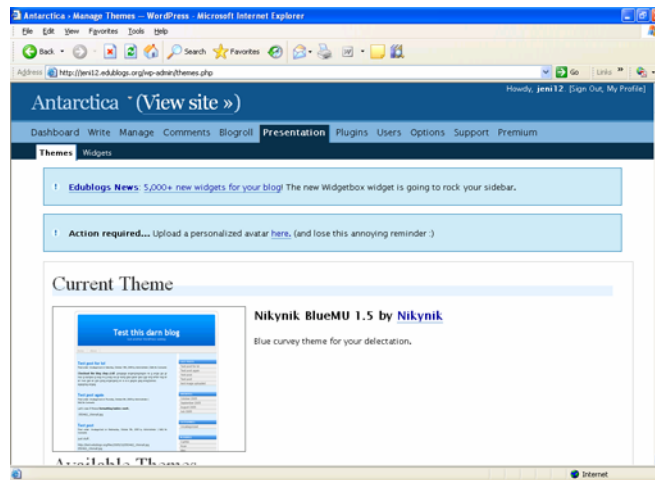 Antarctica › Manage Themes — WordPress - Microsoft Internet Explorer
File Edit View Favorites Tools Help
Back Search Favorites
Address http://jeni12.edublogs.org/wp-admin/themes.php Go Links »
Howdy, jeni12. [Sign Out, My Profile]
Antarctica (View site »)
Dashboard Write Manage Comments Blogroll Presentation Plugins Users Options Support Premium
Themes Widgets
! Edublogs News: 5,000+ new widgets for your blog! The new Widgetbox widget is going to rock your sidebar.
! Action required... Upload a personalized avatar here. (and lose this annoying reminder :)
Current Theme
Nikynik BlueMU 1.5 by Nikynik
Test this darn blog
Blue curvey theme for your delectation.
Available Themes
Internet